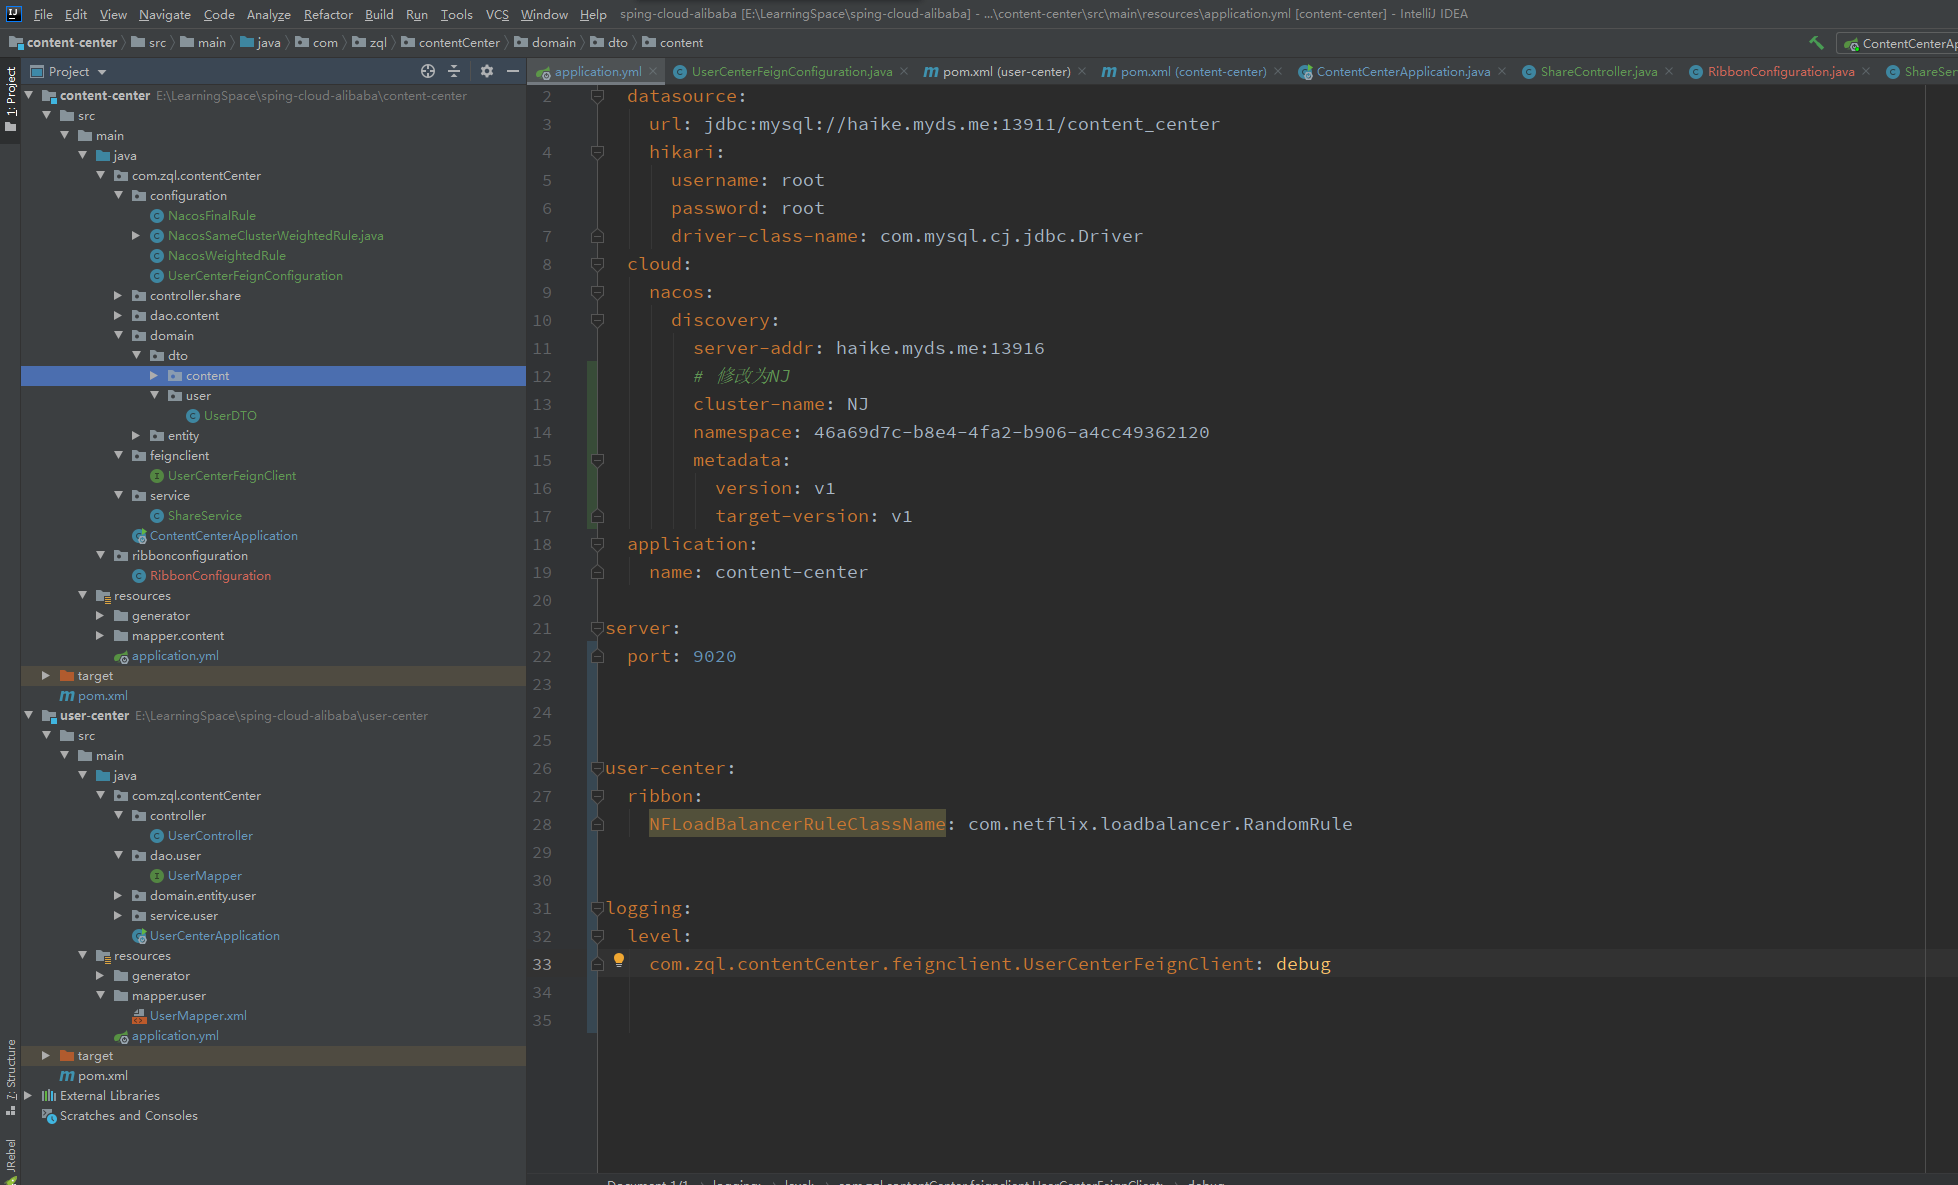 File Edit View Navigate Code Analyze Refactor Build Run Tools VCS Window Help sping-cloud-alibaba [E:\LearningSpace\sping-cloud-alibaba] - ...\content-center\src\main\resources\application.yml [content-center] - IntelliJ IDEA
content-center src main java com zql contentCenter domain dto content ContentCenterAp
Project
application.yml UserCenterFeignConfiguration.java pom.xml (user-center) pom.xml (content-center) ContentCenterApplication.java ShareController.java RibbonConfiguration.java ShareSer
1: Project
Z: Structure
JRebel
content-center E:\LearningSpace\sping-cloud-alibaba\content-center
src
main
java
com.zql.contentCenter
configuration
NacosFinalRule
NacosSameClusterWeightedRule.java
NacosWeightedRule
UserCenterFeignConfiguration
controller.share
dao.content
domain
dto
content
user
UserDTO
entity
feignclient
UserCenterFeignClient
service
ShareService
ContentCenterApplication
ribbonconfiguration
RibbonConfiguration
resources
generator
mapper.content
application.yml
target
pom.xml
user-center E:\LearningSpace\sping-cloud-alibaba\user-center
src
main
java
com.zql.contentCenter
controller
UserController
dao.user
UserMapper
domain.entity.user
service.user
UserCenterApplication
resources
generator
mapper.user
UserMapper.xml
application.yml
target
pom.xml
External Libraries
Scratches and Consoles
2 datasource:
3 url: jdbc:mysql://haike.myds.me:13911/content_center
4 hikari:
5 username: root
6 password: root
7 driver-class-name: com.mysql.cj.jdbc.Driver
8 cloud:
9 nacos:
10 discovery:
11 server-addr: haike.myds.me:13916
12 # 修改为NJ
13 cluster-name: NJ
14 namespace: 46a69d7c-b8e4-4fa2-b906-a4cc49362120
15 metadata:
16 version: v1
17 target-version: v1
18 application:
19 name: content-center
20
21 server:
22 port: 9020
23
24
25
26 user-center:
27 ribbon:
28 NFLoadBalancerRuleClassName: com.netflix.loadbalancer.RandomRule
29
30
31 logging:
32 level:
33 com.zql.contentCenter.feignclient.UserCenterFeignClient: debug
34
35
Document 1/1 logging: level: com.zql.contentCenter.feignclient.UserCenterFeignClient: debug